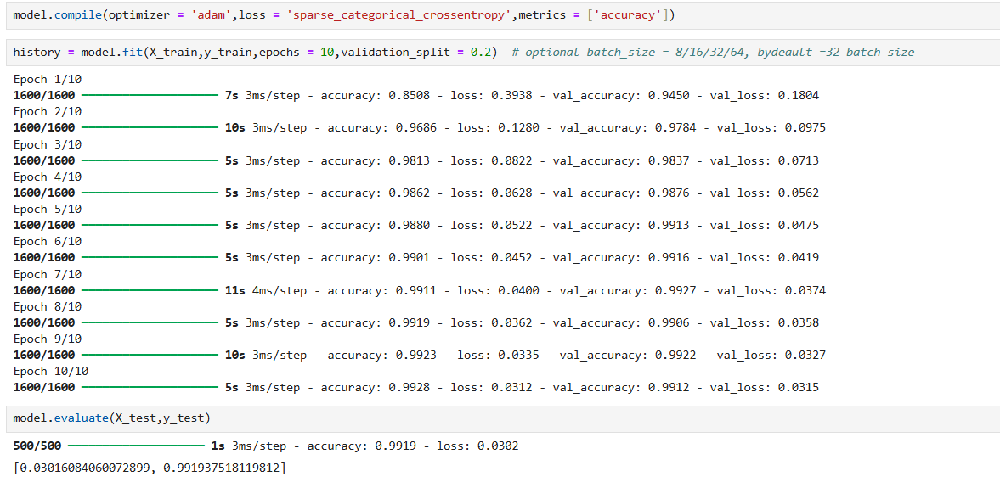 model.compile(optimizer = 'adam',loss = 'sparse_categorical_crossentropy',metrics = ['accuracy'])
history = model.fit(X_train,y_train,epochs = 10,validation_split = 0.2)  # optional batch_size = 8/16/32/64, bydeault =32 batch size
Epoch 1/10
1600/1600 ━━━━━━━━━━━━━━━━━━━━ 7s 3ms/step - accuracy: 0.8508 - loss: 0.3938 - val_accuracy: 0.9450 - val_loss: 0.1804
Epoch 2/10
1600/1600 ━━━━━━━━━━━━━━━━━━━━ 10s 3ms/step - accuracy: 0.9686 - loss: 0.1280 - val_accuracy: 0.9784 - val_loss: 0.0975
Epoch 3/10
1600/1600 ━━━━━━━━━━━━━━━━━━━━ 5s 3ms/step - accuracy: 0.9813 - loss: 0.0822 - val_accuracy: 0.9837 - val_loss: 0.0713
Epoch 4/10
1600/1600 ━━━━━━━━━━━━━━━━━━━━ 5s 3ms/step - accuracy: 0.9862 - loss: 0.0628 - val_accuracy: 0.9876 - val_loss: 0.0562
Epoch 5/10
1600/1600 ━━━━━━━━━━━━━━━━━━━━ 5s 3ms/step - accuracy: 0.9880 - loss: 0.0522 - val_accuracy: 0.9913 - val_loss: 0.0475
Epoch 6/10
1600/1600 ━━━━━━━━━━━━━━━━━━━━ 5s 3ms/step - accuracy: 0.9901 - loss: 0.0452 - val_accuracy: 0.9916 - val_loss: 0.0419
Epoch 7/10
1600/1600 ━━━━━━━━━━━━━━━━━━━━ 11s 4ms/step - accuracy: 0.9911 - loss: 0.0400 - val_accuracy: 0.9927 - val_loss: 0.0374
Epoch 8/10
1600/1600 ━━━━━━━━━━━━━━━━━━━━ 5s 3ms/step - accuracy: 0.9919 - loss: 0.0362 - val_accuracy: 0.9906 - val_loss: 0.0358
Epoch 9/10
1600/1600 ━━━━━━━━━━━━━━━━━━━━ 10s 3ms/step - accuracy: 0.9923 - loss: 0.0335 - val_accuracy: 0.9922 - val_loss: 0.0327
Epoch 10/10
1600/1600 ━━━━━━━━━━━━━━━━━━━━ 5s 3ms/step - accuracy: 0.9928 - loss: 0.0312 - val_accuracy: 0.9912 - val_loss: 0.0315
model.evaluate(X_test,y_test)
500/500 ━━━━━━━━━━━━━━━━━━━━ 1s 3ms/step - accuracy: 0.9919 - loss: 0.0302
[0.03016084060072899, 0.991937518119812]